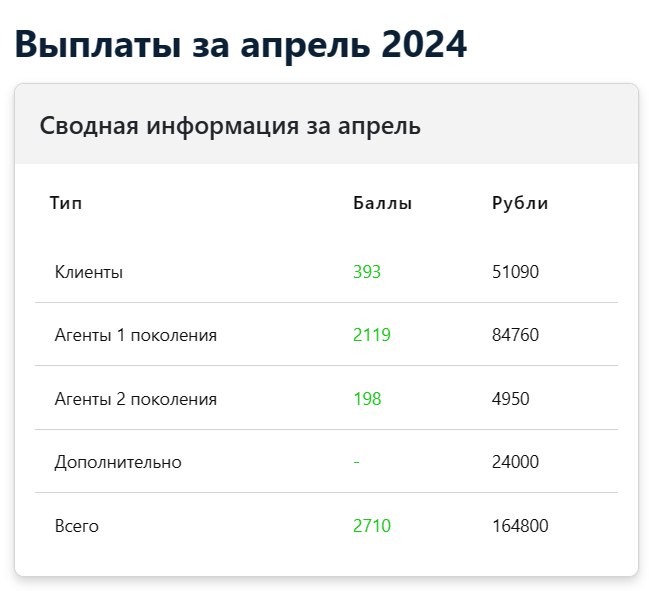 Выплаты за апрель 2024
Сводная информация за апрель
Тип Баллы Рубли
Клиенты 393 51090
Агенты 1 поколения 2119 84760
Агенты 2 поколения 198 4950
Дополнительно - 24000
Всего 2710 164800